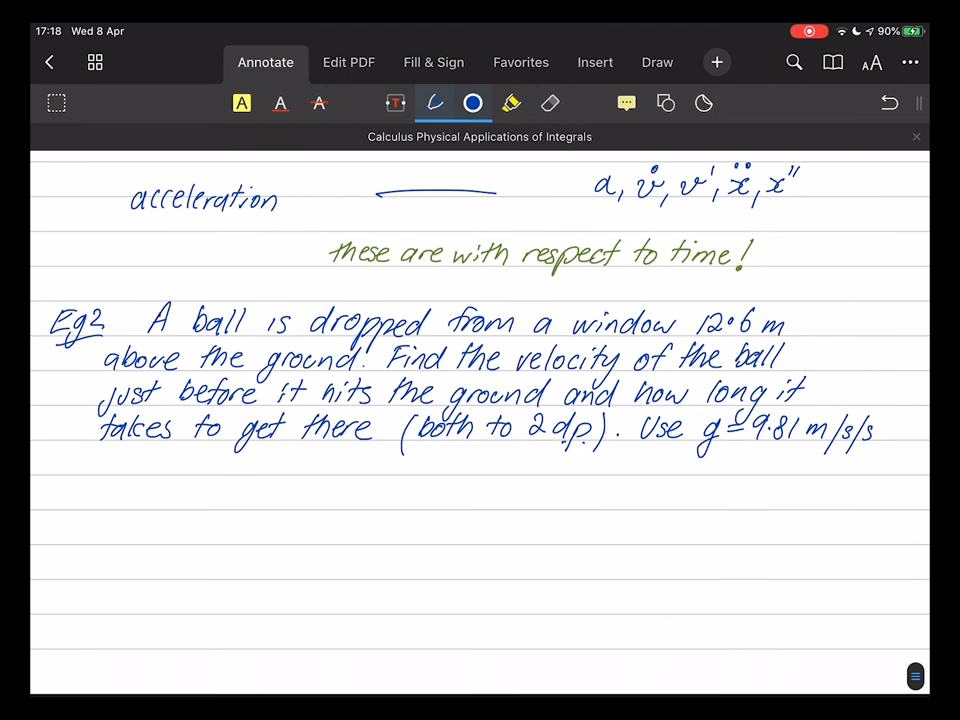 17:18 Wed 8 Apr
90%
Annotate Edit PDF Fill & Sign Favorites Insert Draw
Calculus Physical Applications of Integrals
acceleration ← a, v̇, v', ẍ, x''
these are with respect to time!
Eg2 A ball is dropped from a window 12.6 m
above the ground. Find the velocity of the ball
just before it hits the ground and how long it
takes to get there (both to 2 dp). Use g≑9.81 m/s/s